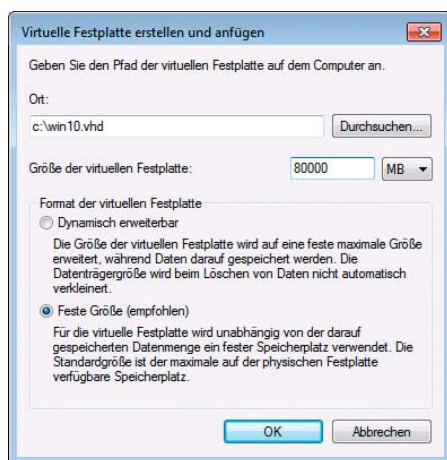 Virtuelle Festplatte erstellen und anfügen
Geben Sie den Pfad der virtuellen Festplatte auf dem Computer an.
Ort:
c:\win10.vhd
Durchsuchen...
Größe der virtuellen Festplatte:
80000
MB
Format der virtuellen Festplatte
Dynamisch erweiterbar
Die Größe der virtuellen Festplatte wird auf eine feste maximale Größe
erweitert, während Daten darauf gespeichert werden. Die
Datenträgergröße wird beim Löschen von Daten nicht automatisch
verkleinert.
Feste Größe (empfohlen)
Für die virtuelle Festplatte wird unabhängig von der darauf
gespeicherten Datenmenge ein fester Speicherplatz verwendet. Die
Standardgröße ist der maximale auf der physischen Festplatte
verfügbare Speicherplatz.
OK
Abbrechen